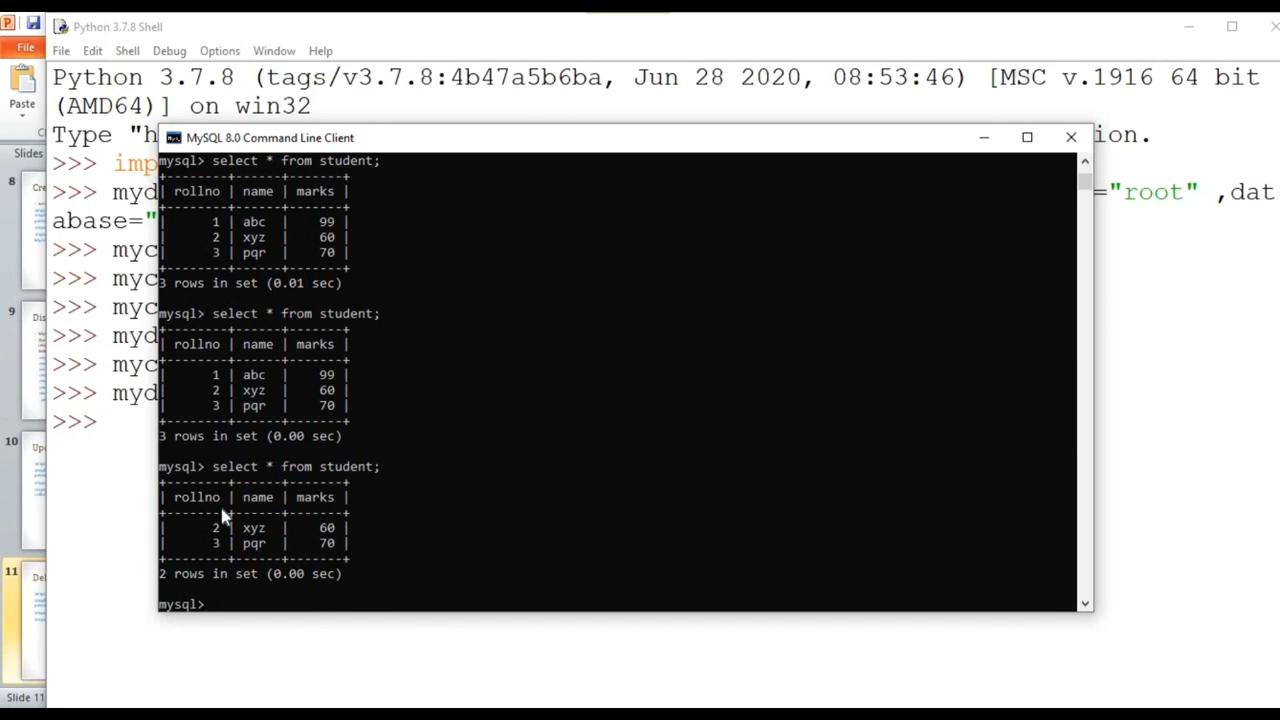 Python 3.7.8 Shell
File
File Edit Shell Debug Options Window Help
Paste
Python 3.7.8 (tags/v3.7.8:4b47a5b6ba, Jun 28 2020, 08:53:46) [MSC v.1916 64 bit
(AMD64)] on win32
Type "h
ion.
>>> imp
>>> myd
="root" ,dat
abase="
>>> myc
>>> myc
>>> myc
>>> myd
>>> myc
>>> myd
>>>
Slides
8
9
10
11
Slide 11
MySQL 8.0 Command Line Client
mysql> select * from student;
+--------+------+-------+
| rollno | name | marks |
+--------+------+-------+
| 1 | abc | 99 |
| 2 | xyz | 60 |
| 3 | pqr | 70 |
+--------+------+-------+
3 rows in set (0.01 sec)
mysql> select * from student;
+--------+------+-------+
| rollno | name | marks |
+--------+------+-------+
| 1 | abc | 99 |
| 2 | xyz | 60 |
| 3 | pqr | 70 |
+--------+------+-------+
3 rows in set (0.00 sec)
mysql> select * from student;
+--------+------+-------+
| rollno | name | marks |
+--------+------+-------+
| 2 | xyz | 60 |
| 3 | pqr | 70 |
+--------+------+-------+
2 rows in set (0.00 sec)
mysql>